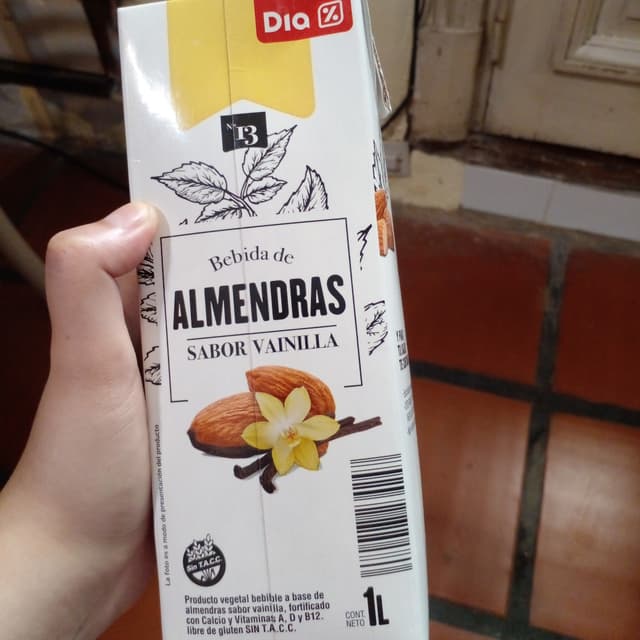 Dia %
N° 13
Bebida de
ALMENDRAS
SABOR VAINILLA
La foto es a modo de presentación del producto
Sin T.A.C.C.
Producto vegetal bebible a base de
almendras sabor vainilla, fortificado
con Calcio y Vitaminas A, D y B12.
libre de gluten SIN T.A.C.C.
CONT.
NETO
1L